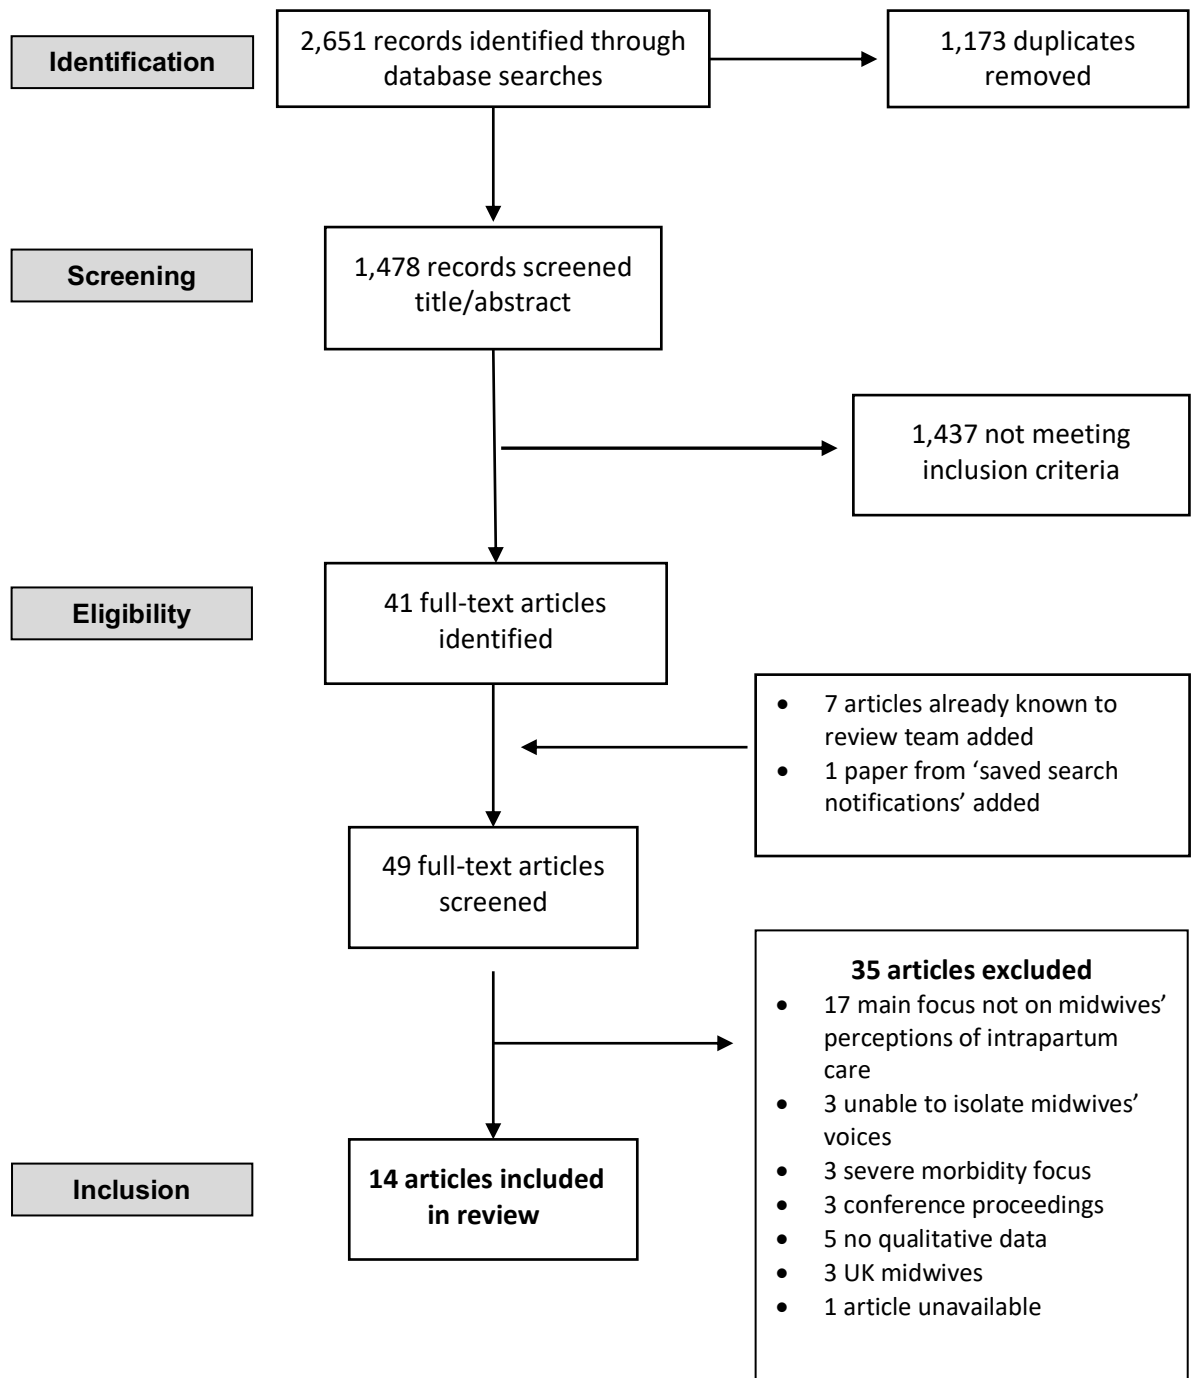 Identification
2,651 records identified through
database searches
1,173 duplicates
removed
Screening
1,478 records screened
title/abstract
1,437 not meeting
inclusion criteria
Eligibility
41 full-text articles
identified
• 7 articles already known to
review team added
• 1 paper from ‘saved search
notifications’ added
49 full-text articles
screened
35 articles excluded
• 17 main focus not on midwives’
perceptions of intrapartum
care
• 3 unable to isolate midwives’
voices
• 3 severe morbidity focus
• 3 conference proceedings
• 5 no qualitative data
• 3 UK midwives
• 1 article unavailable
Inclusion
14 articles included
in review